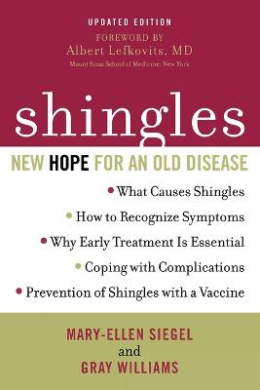 UPDATED EDITION
FOREWORD BY
Albert Lefkovits, MD
Mount Sinai School of Medicine, New York
shingles
NEW HOPE FOR AN OLD DISEASE
• What Causes Shingles
• How to Recognize Symptoms
• Why Early Treatment Is Essential
• Coping with Complications
• Prevention of Shingles with a Vaccine
MARY-ELLEN SIEGEL
and
GRAY WILLIAMS